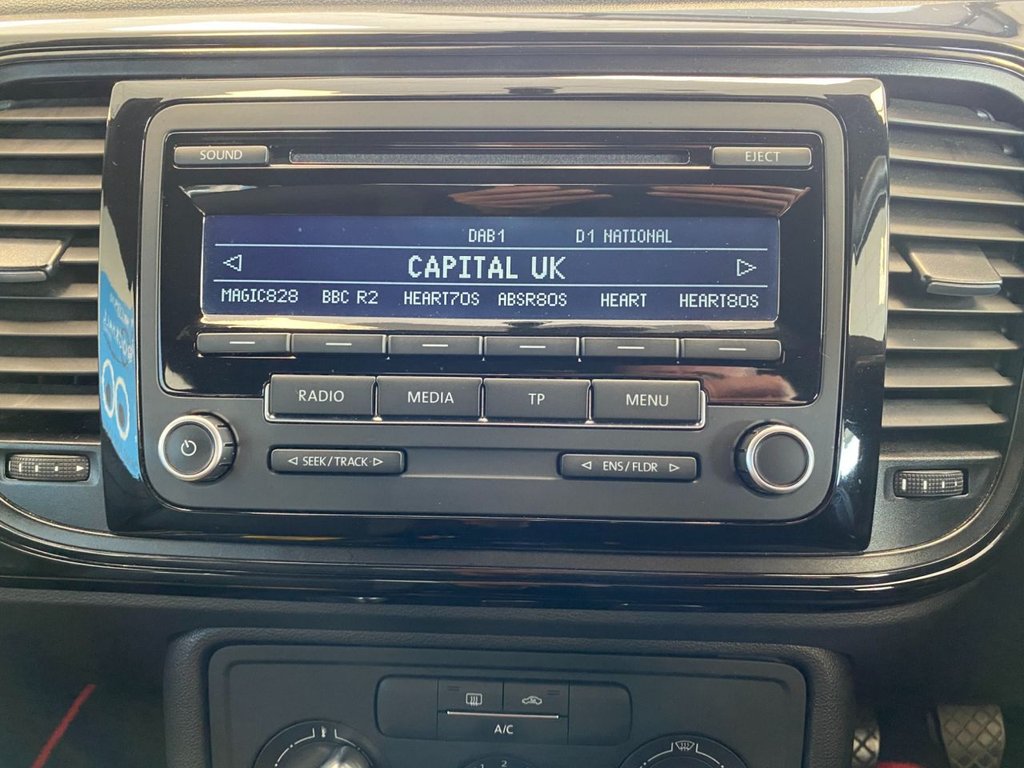 SOUND EJECT
DAB1 D1 NATIONAL
CAPITAL UK
MAGIC828 BBC R2 HEART70S ABSR80S HEART HEART80S
RADIO MEDIA TP MENU
SEEK/TRACK ENS/FLDR
A/C
2